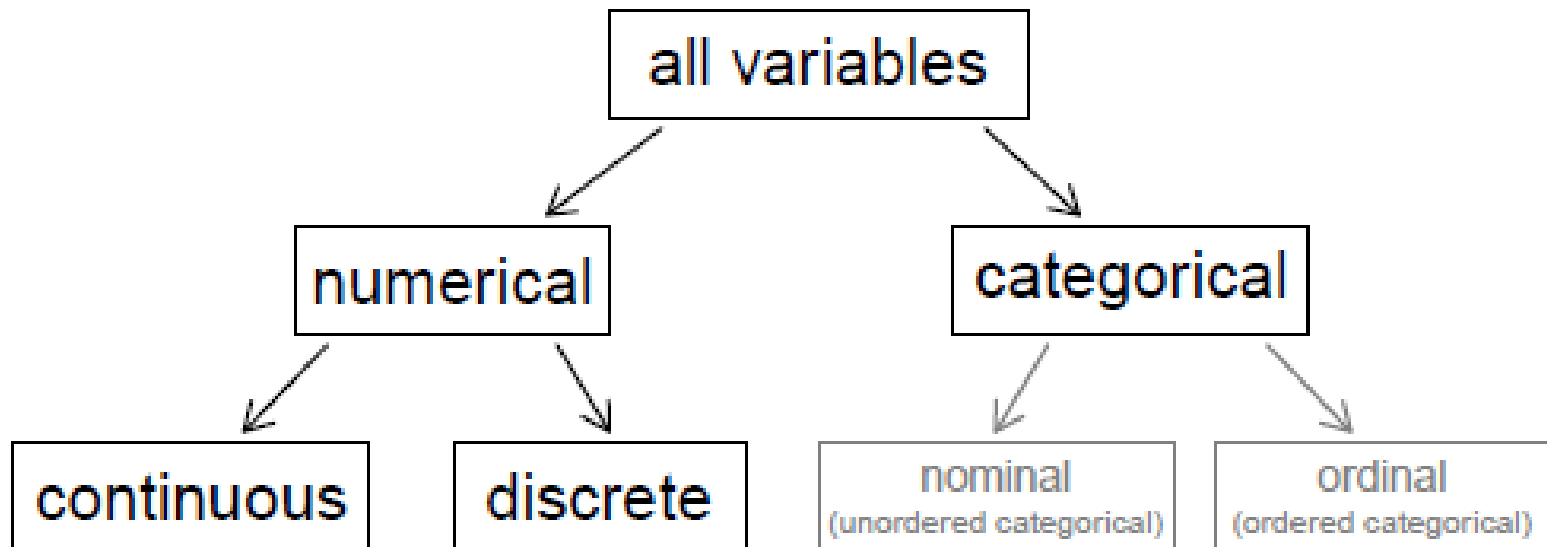 all variables
numerical
categorical
continuous
discrete
nominal
(unordered categorical)
ordinal
(ordered categorical)